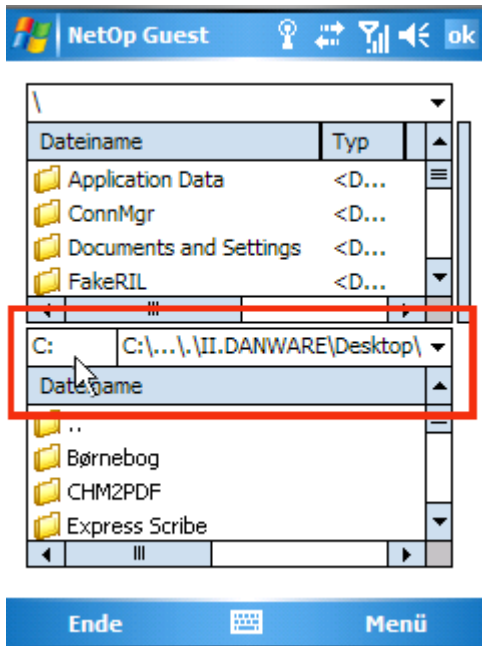 NetOp Guest ok
\
Dateiname Typ
Application Data <D...
ConnMgr <D...
Documents and Settings <D...
FakeRIL <D...
C: C:\...\.\II.DANWARE\Desktop\
Dateiname
..
Børnebog
CHM2PDF
Express Scribe
Ende Menü